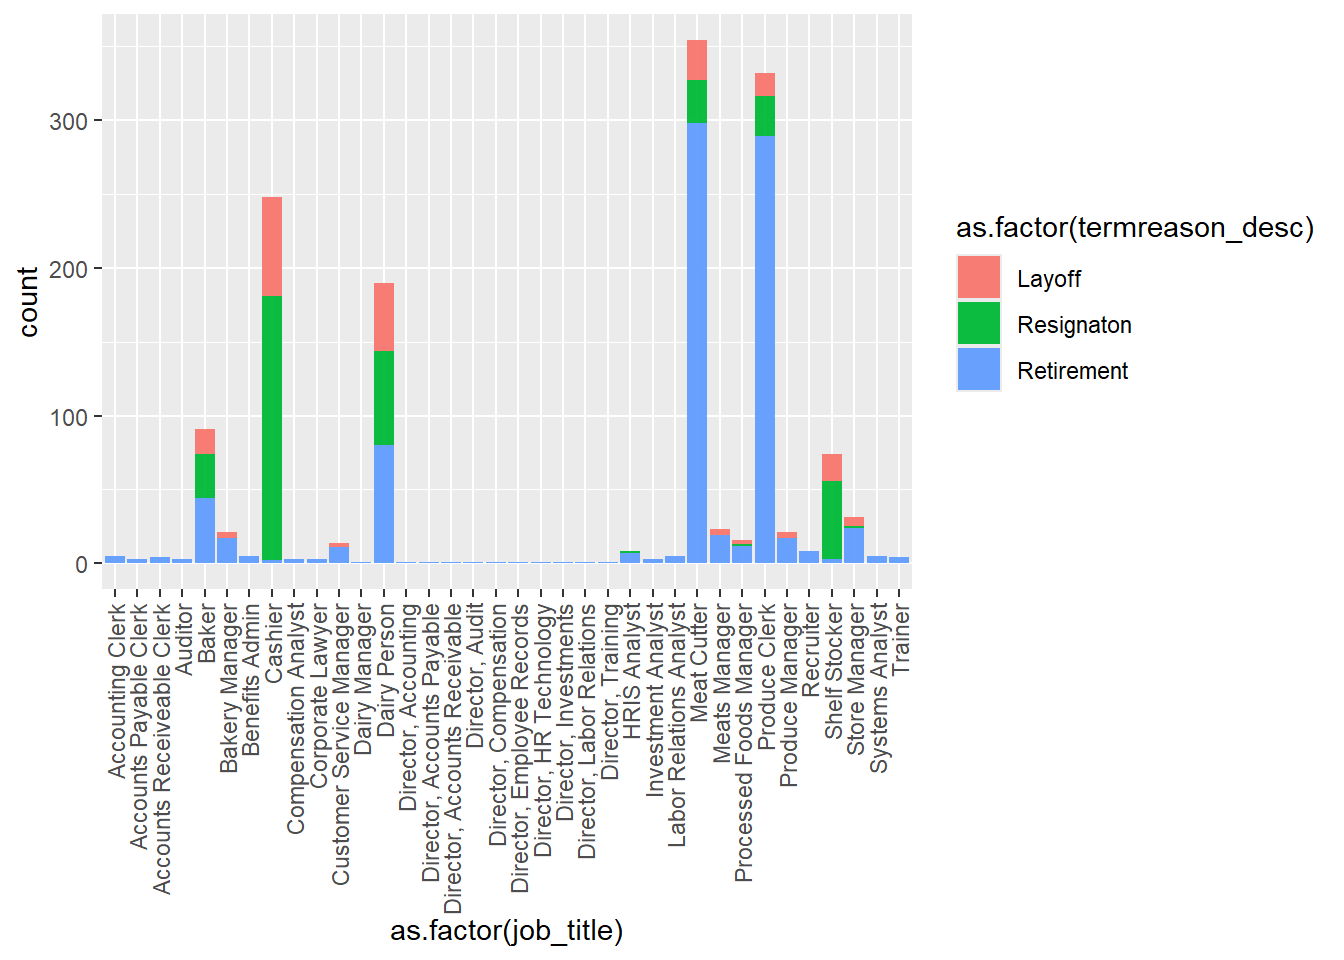 count
300
200
100
0
Accounting Clerk
Accounts Payable Clerk
Accounts Receiveable Clerk
Auditor
Baker
Bakery Manager
Benefits Admin
Cashier
Compensation Analyst
Corporate Lawyer
Customer Service Manager
Dairy Manager
Dairy Person
Director, Accounting
Director, Accounts Payable
Director, Accounts Receivable
Director, Audit
Director, Compensation
Director, Employee Records
Director, HR Technology
Director, Investments
Director, Labor Relations
Director, Training
HRIS Analyst
Investment Analyst
Labor Relations Analyst
Meat Cutter
Meats Manager
Processed Foods Manager
Produce Clerk
Produce Manager
Recruiter
Shelf Stocker
Store Manager
Systems Analyst
Trainer
as.factor(job_title)
as.factor(termreason_desc)
Layoff
Resignaton
Retirement